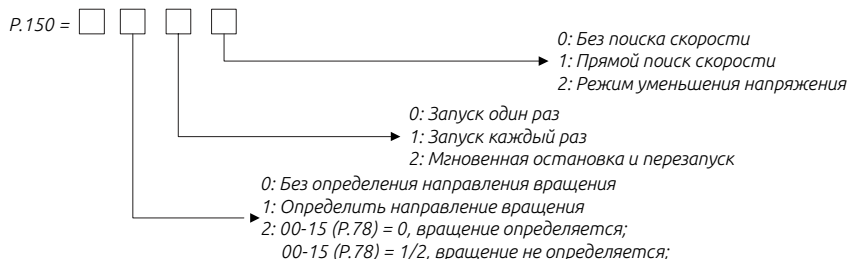 P.150 =
0: Без поиска скорости
1: Прямой поиск скорости
2: Режим уменьшения напряжения
0: Запуск один раз
1: Запуск каждый раз
2: Мгновенная остановка и перезапуск
0: Без определения направления вращения
1: Определить направление вращения
2: 00-15 (P.78) = 0, вращение определяется;
00-15 (P.78) = 1/2, вращение не определяется;